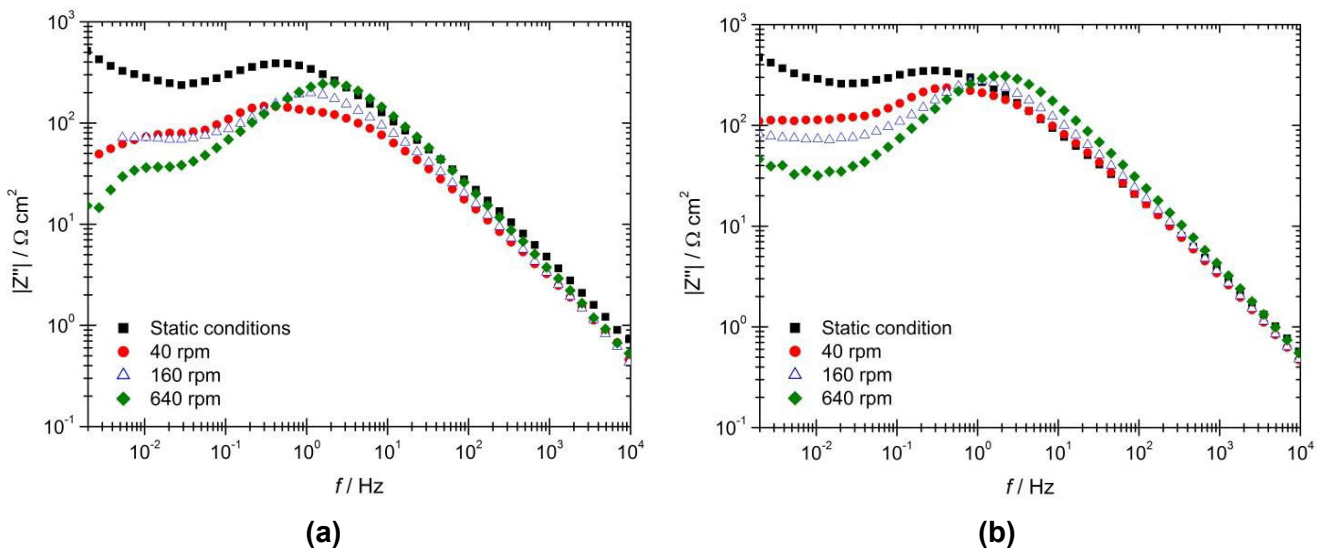 10³
10²
10¹
10⁰
10⁻¹
|Z"| / Ω cm²
Static conditions
40 rpm
160 rpm
640 rpm
10⁻² 10⁻¹ 10⁰ 10¹ 10² 10³ 10⁴
f / Hz
(a)
10³
10²
10¹
10⁰
10⁻¹
|Z"| / Ω cm²
Static condition
40 rpm
160 rpm
640 rpm
10⁻² 10⁻¹ 10⁰ 10¹ 10² 10³ 10⁴
f / Hz
(b)